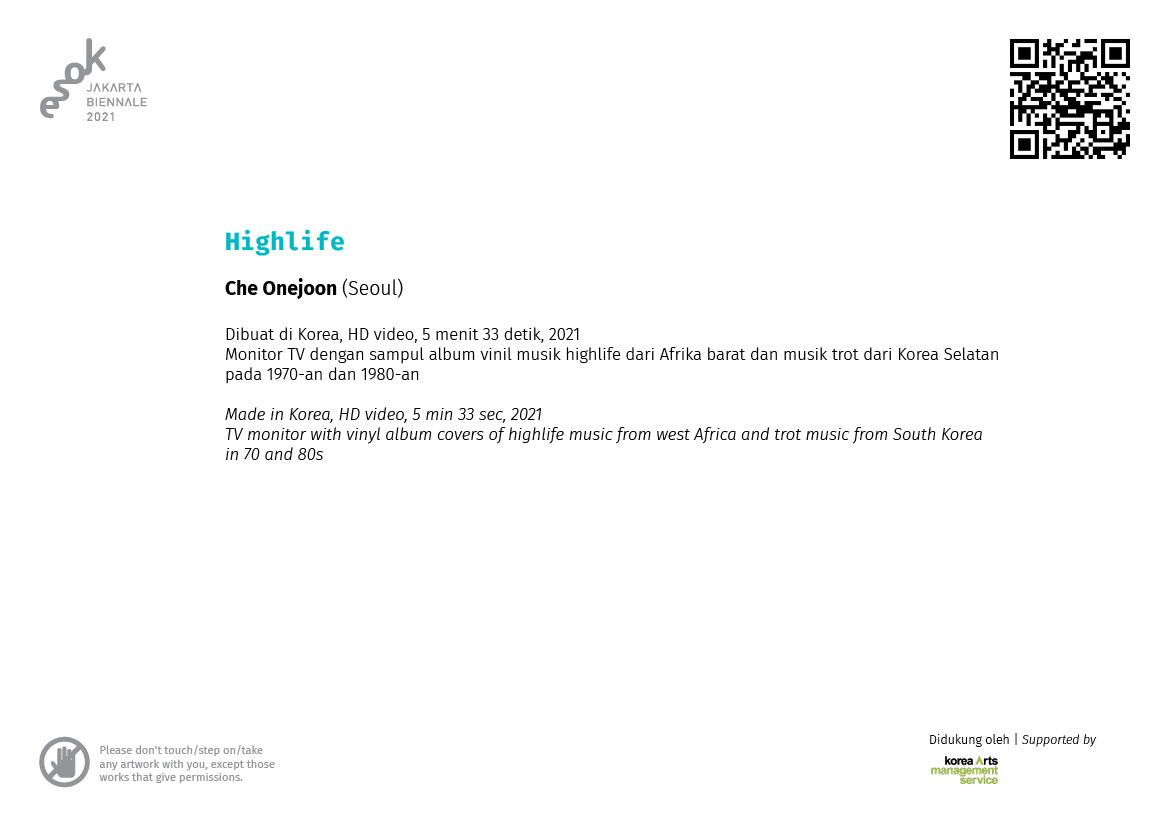 esok
JAKARTA
BIENNALE
2021
Highlife
Che Onejoon (Seoul)
Dibuat di Korea, HD video, 5 menit 33 detik, 2021
Monitor TV dengan sampul album vinil musik highlife dari Afrika barat dan musik trot dari Korea Selatan
pada 1970-an dan 1980-an
Made in Korea, HD video, 5 min 33 sec, 2021
TV monitor with vinyl album covers of highlife music from west Africa and trot music from South Korea
in 70 and 80s
Please don't touch/step on/take
any artwork with you, except those
works that give permissions.
Didukung oleh | Supported by
korea Arts
management
service